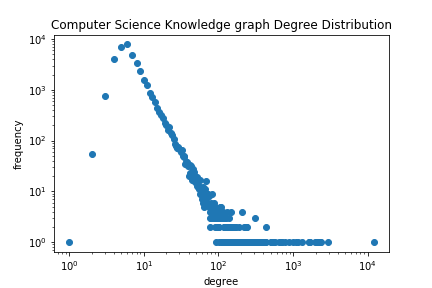 Computer Science Knowledge graph Degree Distribution
10⁴
10³
10²
10¹
10⁰
frequency
10⁰ 10¹ 10² 10³ 10⁴
degree